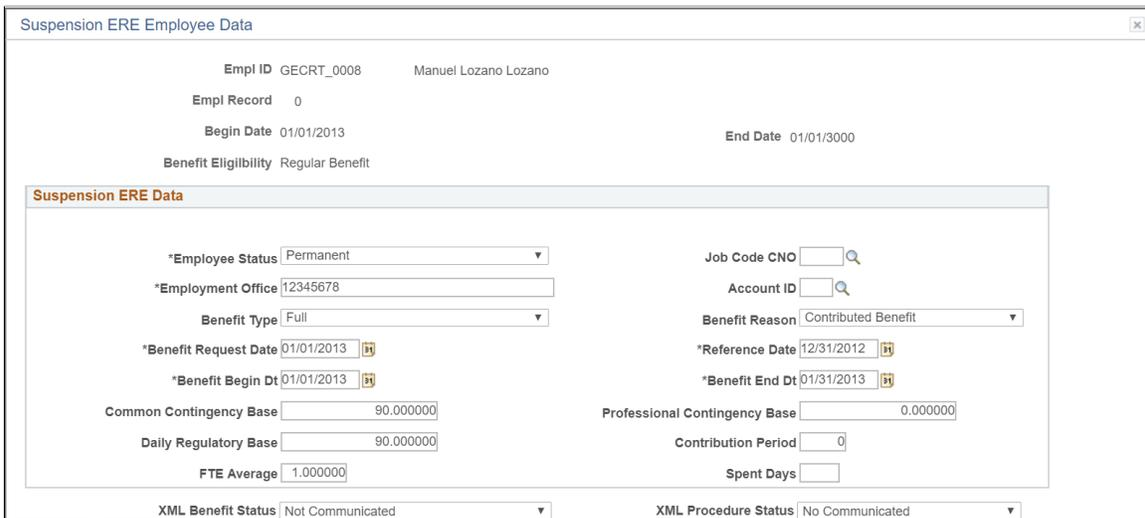 Suspension ERE Employee Data
Empl ID GECRT_0008 Manuel Lozano Lozano
Empl Record 0
Begin Date 01/01/2013 End Date 01/01/3000
Benefit Eligilbility Regular Benefit
Suspension ERE Data
*Employee Status Permanent Job Code CNO
*Employment Office 12345678 Account ID
Benefit Type Full Benefit Reason Contributed Benefit
*Benefit Request Date 01/01/2013 31 *Reference Date 12/31/2012 31
*Benefit Begin Dt 01/01/2013 31 *Benefit End Dt 01/31/2013 31
Common Contingency Base 90.000000 Professional Contingency Base 0.000000
Daily Regulatory Base 90.000000 Contribution Period 0
FTE Average 1.000000 Spent Days
XML Benefit Status Not Communicated XML Procedure Status No Communicated